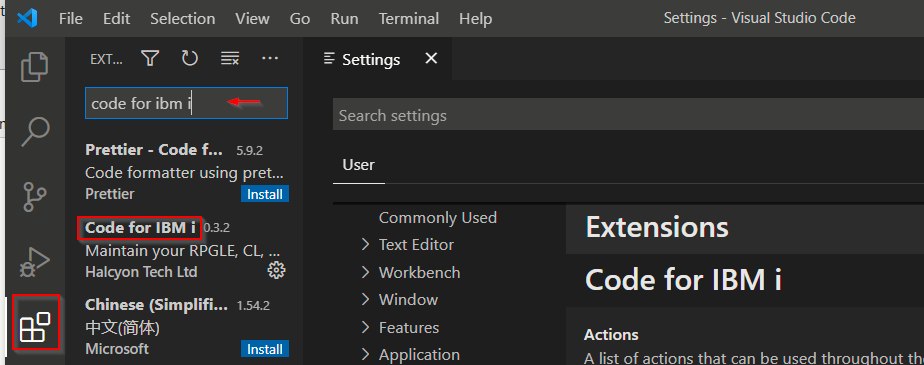 File Edit Selection View Go Run Terminal Help
Settings - Visual Studio Code
EXT...
Settings
code for ibm i
Search settings
Prettier - Code f... 5.9.2
Code formatter using pret...
Prettier Install
User
Code for IBM i 0.3.2
Maintain your RPGLE, CL, ...
Halcyon Tech Ltd
Chinese (Simplifi... 1.54.2
中文(简体)
Microsoft Install
Commonly Used
Text Editor
Workbench
Window
Features
Application
Extensions
Code for IBM i
Actions
A list of actions that can be used throughout the